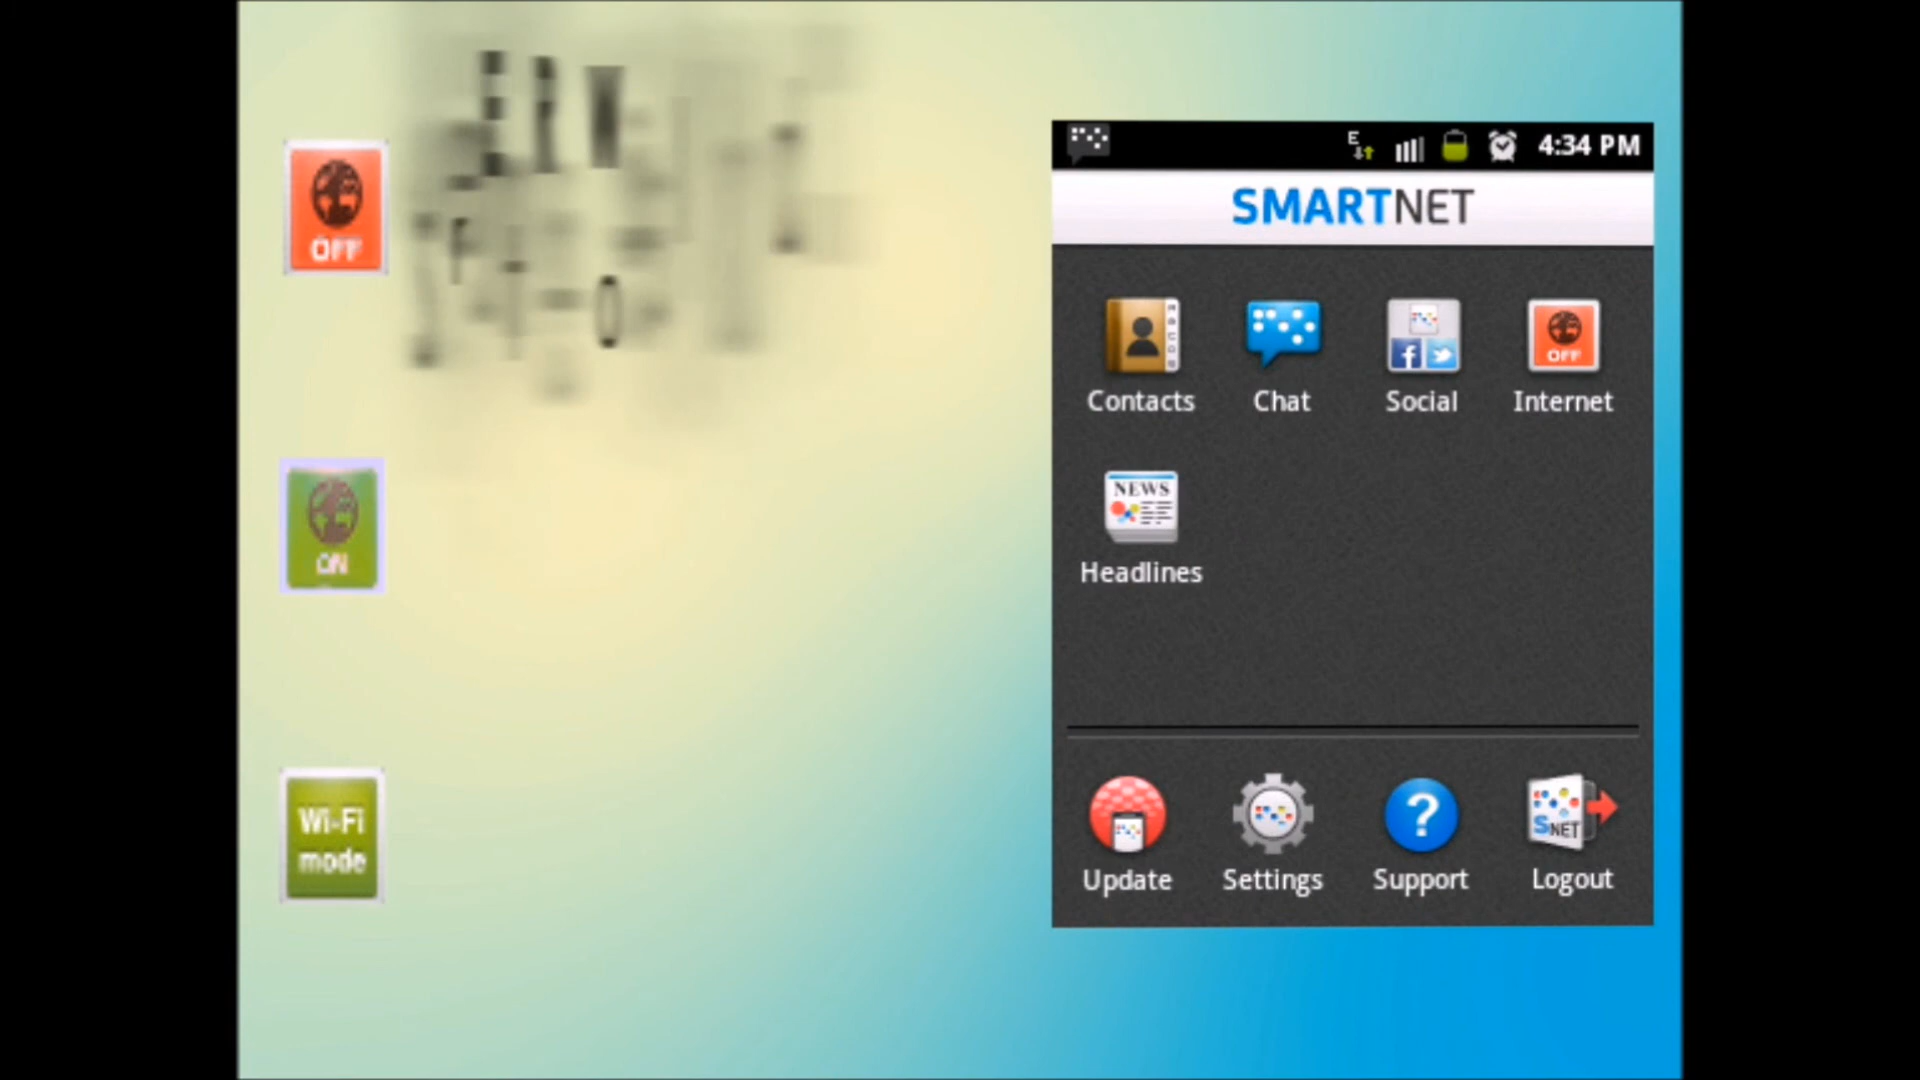 OFF
ON
Wi-Fi
mode
E
4:34 PM
SMARTNET
OFF
Contacts
Chat
Social
Internet
NEWS
Headlines
SNET
Update
Settings
Support
Logout